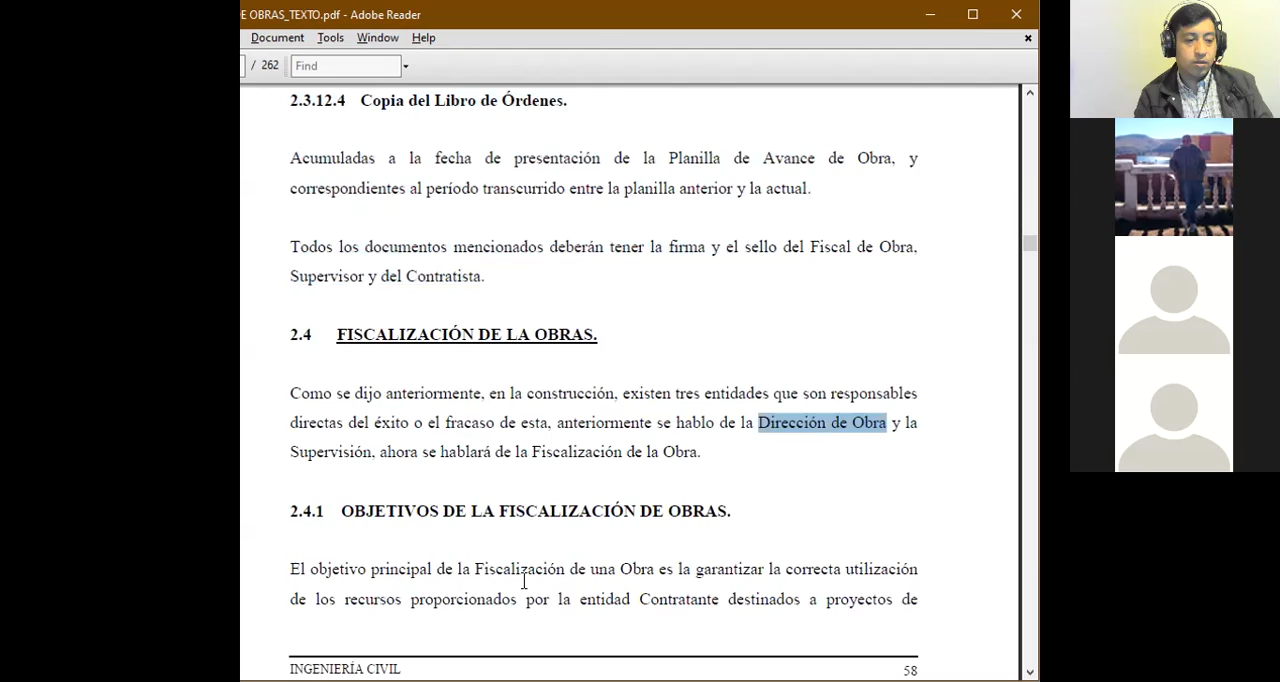 E OBRAS_TEXTO.pdf - Adobe Reader
Document Tools Window Help
/ 262 Find
2.3.12.4 Copia del Libro de Órdenes.
Acumuladas a la fecha de presentación de la Planilla de Avance de Obra, y
correspondientes al período transcurrido entre la planilla anterior y la actual.
Todos los documentos mencionados deberán tener la firma y el sello del Fiscal de Obra,
Supervisor y del Contratista.
2.4 FISCALIZACIÓN DE LA OBRAS.
Como se dijo anteriormente, en la construcción, existen tres entidades que son responsables
directas del éxito o el fracaso de esta, anteriormente se hablo de la Dirección de Obra y la
Supervisión, ahora se hablará de la Fiscalización de la Obra.
2.4.1 OBJETIVOS DE LA FISCALIZACIÓN DE OBRAS.
El objetivo principal de la Fiscalización de una Obra es la garantizar la correcta utilización
de los recursos proporcionados por la entidad Contratante destinados a proyectos de
INGENIERÍA CIVIL 58